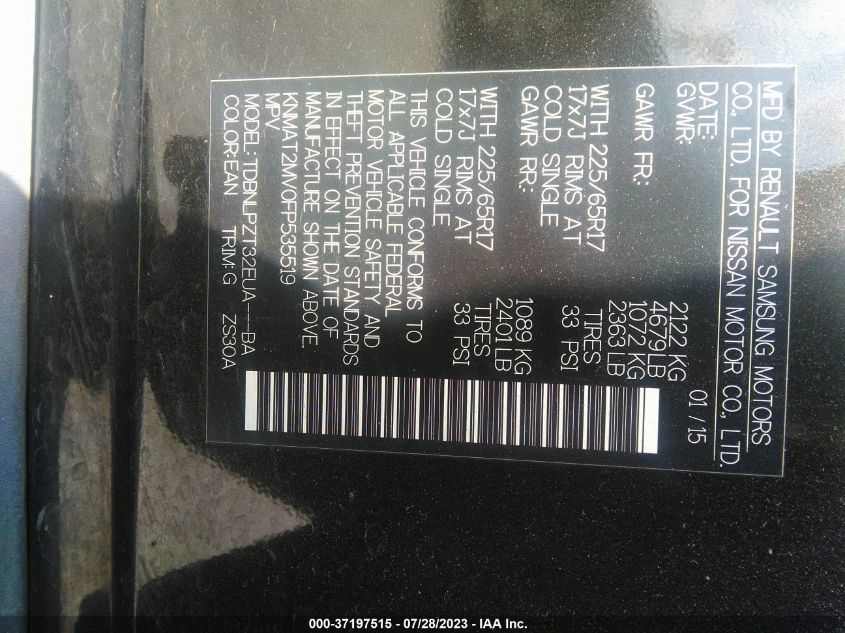 MFD BY RENAULT SAMSUNG MOTORS
CO., LTD. FOR NISSAN MOTOR CO., LTD.
DATE: 01 / 15
GVWR: 2122 KG
4679 LB
GAWR FR: 1072 KG
2363 LB
WITH 225/65R17 TIRES
17x7J RIMS AT 33 PSI
COLD SINGLE
GAWR RR: 1089 KG
2401 LB
WITH 225/65R17 TIRES
17x7J RIMS AT 33 PSI
COLD SINGLE
THIS VEHICLE CONFORMS TO
ALL APPLICABLE FEDERAL
MOTOR VEHICLE SAFETY AND
THEFT PREVENTION STANDARDS
IN EFFECT ON THE DATE OF
MANUFACTURE SHOWN ABOVE.
KNMAT2MV0FP535519
MPV
MODEL: TDBNLPZT32EUA----BA
COLOR: EAN TRIM: G ZS30A
000-37197515 - 07/28/2023 - IAA Inc.